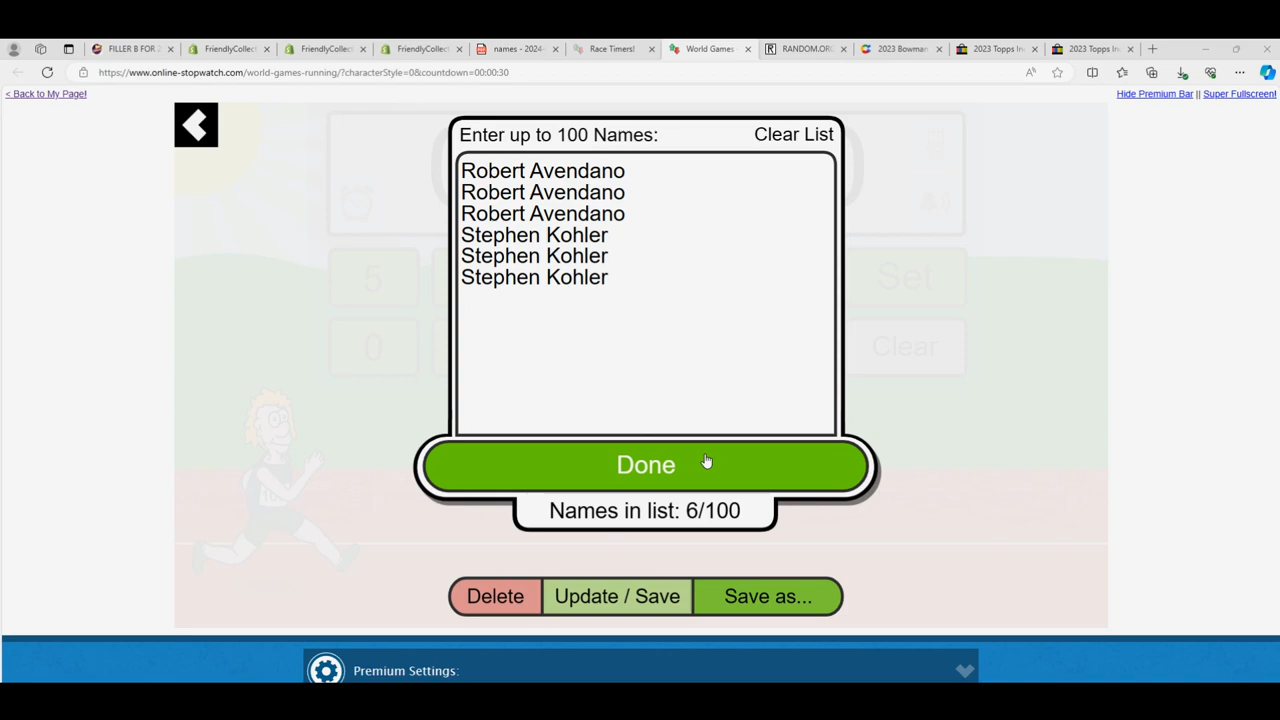 FILLER B FOR 2
FriendlyCollect
FriendlyCollect
FriendlyCollect
names - 2024-
Race Timers!
World Games
RANDOM.ORG
2023 Bowman
2023 Topps In
2023 Topps In
https://www.online-stopwatch.com/world-games-running/?characterStyle=0&countdown=00:00:30
< Back to My Page!
Hide Premium Bar || Super Fullscreen!
Enter up to 100 Names:
Clear List
Robert Avendano
Robert Avendano
Robert Avendano
Stephen Kohler
Stephen Kohler
Stephen Kohler
5
Set
0
Clear
Done
Names in list: 6/100
Delete
Update / Save
Save as...
Premium Settings: